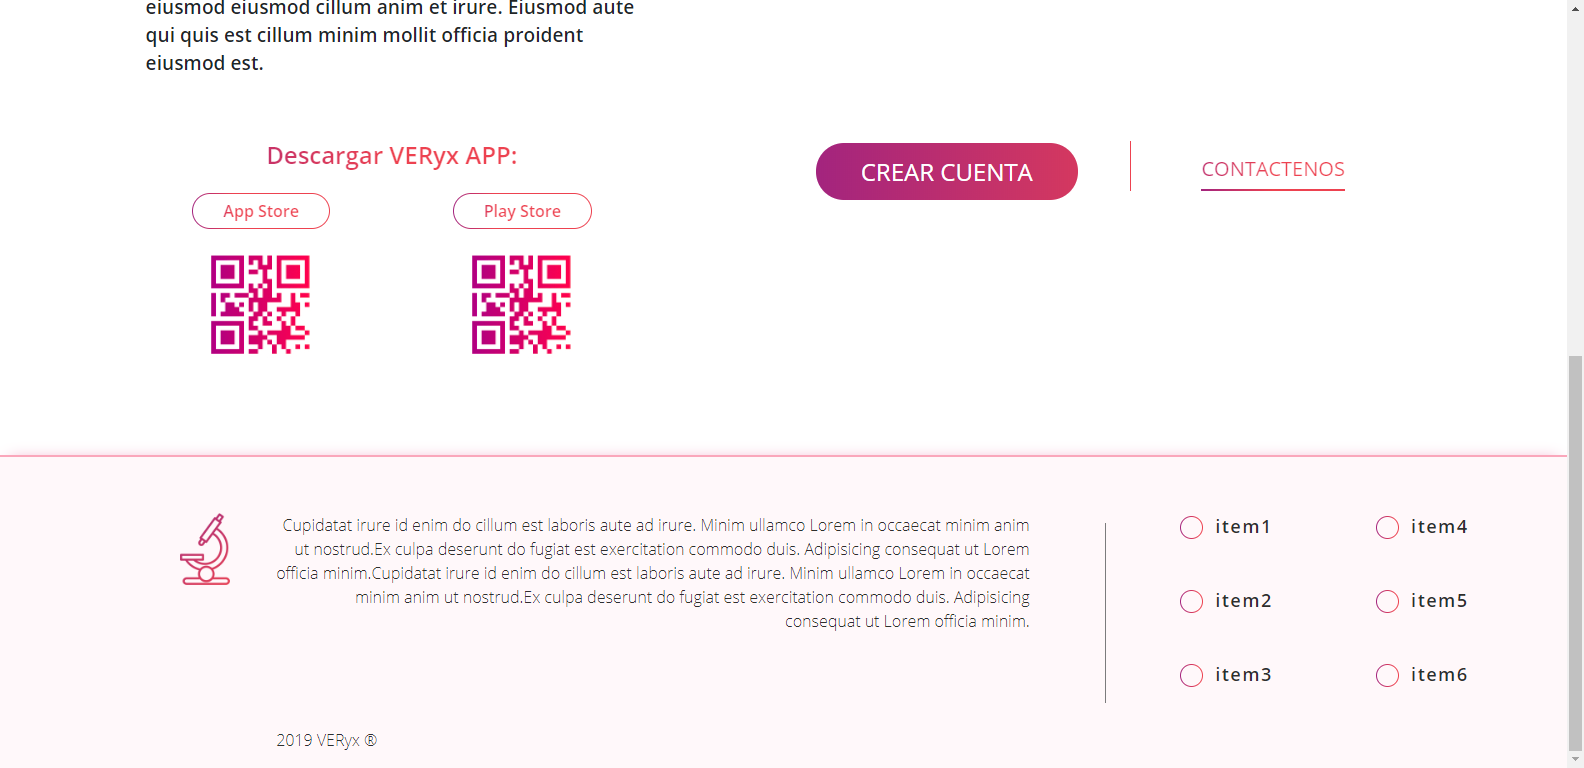 eiusmod eiusmod cillum anim et irure. Eiusmod aute
qui quis est cillum minim mollit officia proident
eiusmod est.
Descargar VERyx APP:
App Store
Play Store
CREAR CUENTA
CONTACTENOS
Cupidatat irure id enim do cillum est laboris aute ad irure. Minim ullamco Lorem in occaecat minim anim
ut nostrud.Ex culpa deserunt do fugiat est exercitation commodo duis. Adipisicing consequat ut Lorem
officia minim.Cupidatat irure id enim do cillum est laboris aute ad irure. Minim ullamco Lorem in occaecat
minim anim ut nostrud.Ex culpa deserunt do fugiat est exercitation commodo duis. Adipisicing
consequat ut Lorem officia minim.
2019 VERyx ®
item1
item2
item3
item4
item5
item6